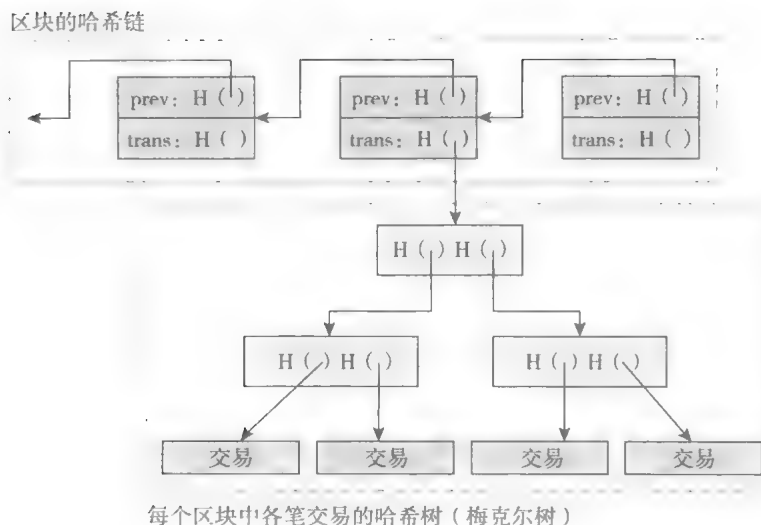 区块的哈希链
prev: H ( ) prev: H ( ) prev: H ( )
trans: H ( ) trans: H ( ) trans: H ( )
H ( ) H ( )
H ( ) H ( ) H ( ) H ( )
交易 交易 交易 交易
每个区块中各笔交易的哈希树（梅克尔树）